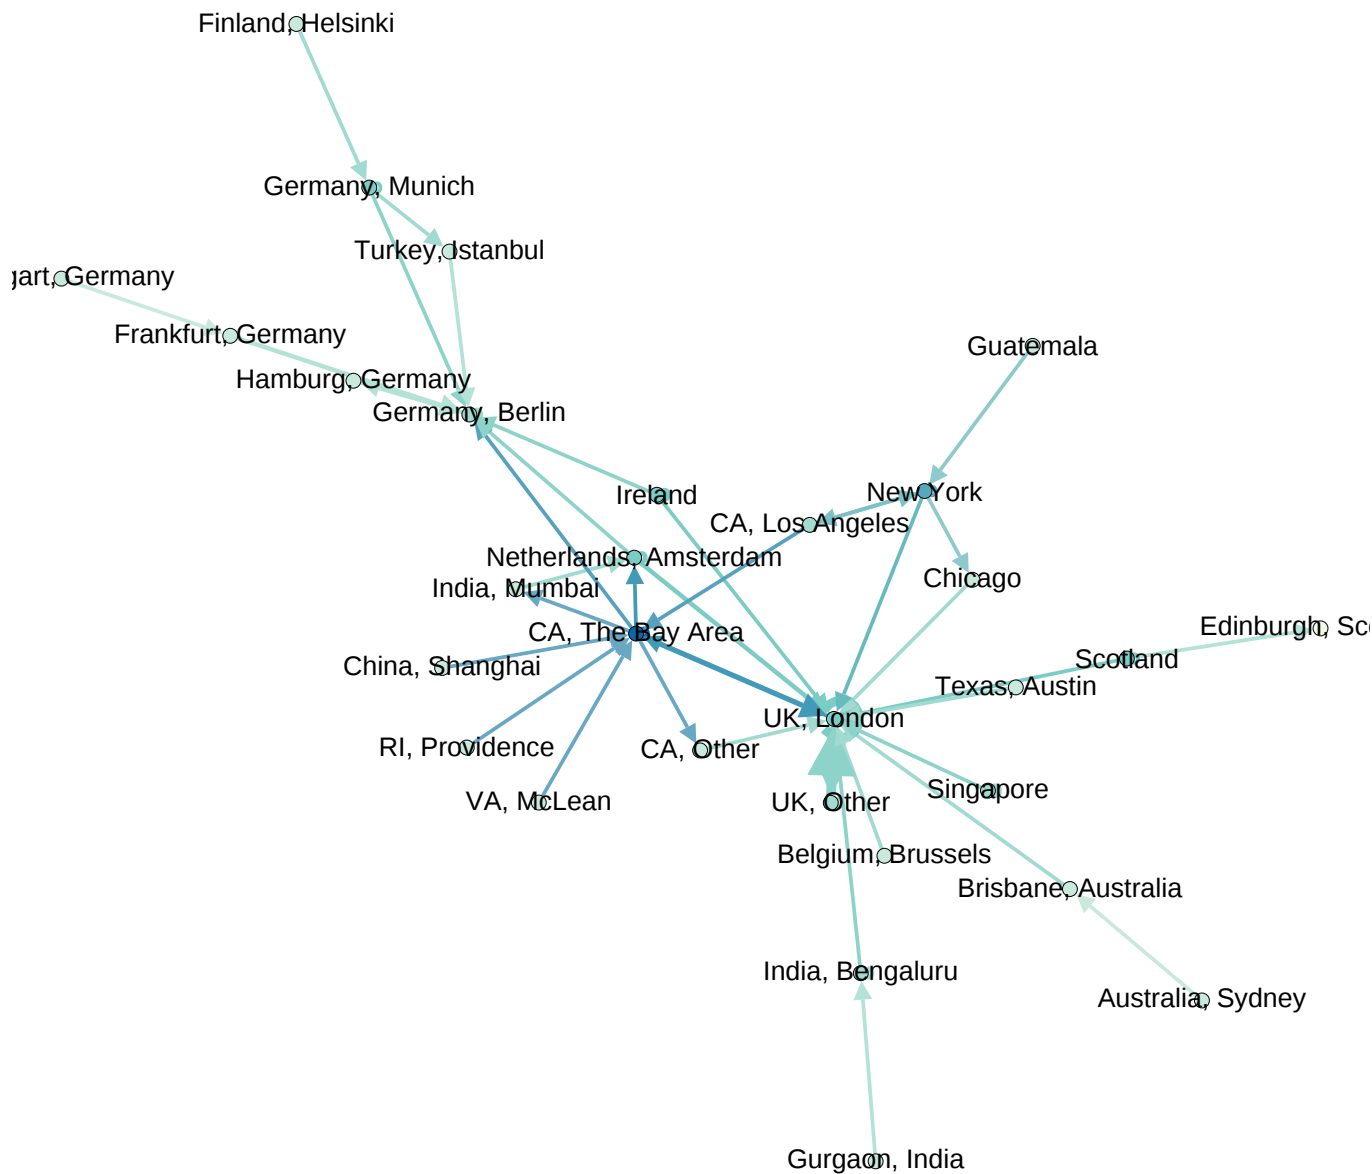 Finland, Helsinki
Germany, Munich
Turkey, Istanbul
gart, Germany
Frankfurt, Germany
Guatemala
Hamburg, Germany
Germany, Berlin
Ireland
New York
CA, Los Angeles
Netherlands, Amsterdam
India, Mumbai
Chicago
CA, The Bay Area
Edinburgh, Sc
China, Shanghai
Scotland
Texas, Austin
UK, London
RI, Providence
CA, Other
Singapore
VA, McLean
UK, Other
Belgium, Brussels
Brisbane, Australia
India, Bengaluru
Australia, Sydney
Gurgaon, India